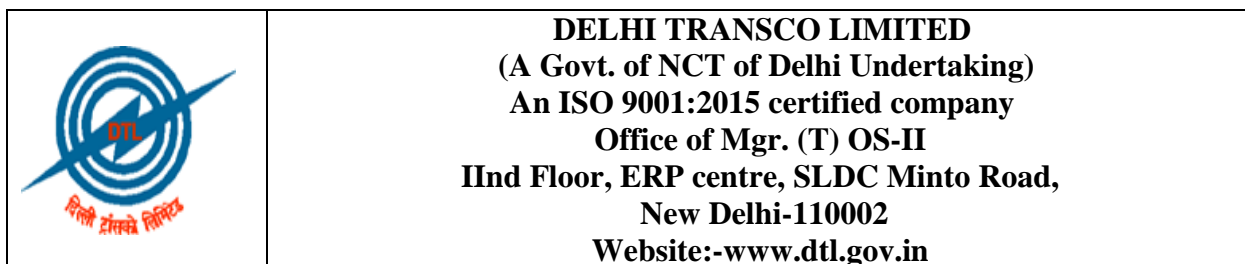 DTL
दिल्ली ट्रांसको लिमिटेड
DELHI TRANSCO LIMITED
(A Govt. of NCT of Delhi Undertaking)
An ISO 9001:2015 certified company
Office of Mgr. (T) OS-II
IInd Floor, ERP centre, SLDC Minto Road,
New Delhi-110002
Website:-www.dtl.gov.in